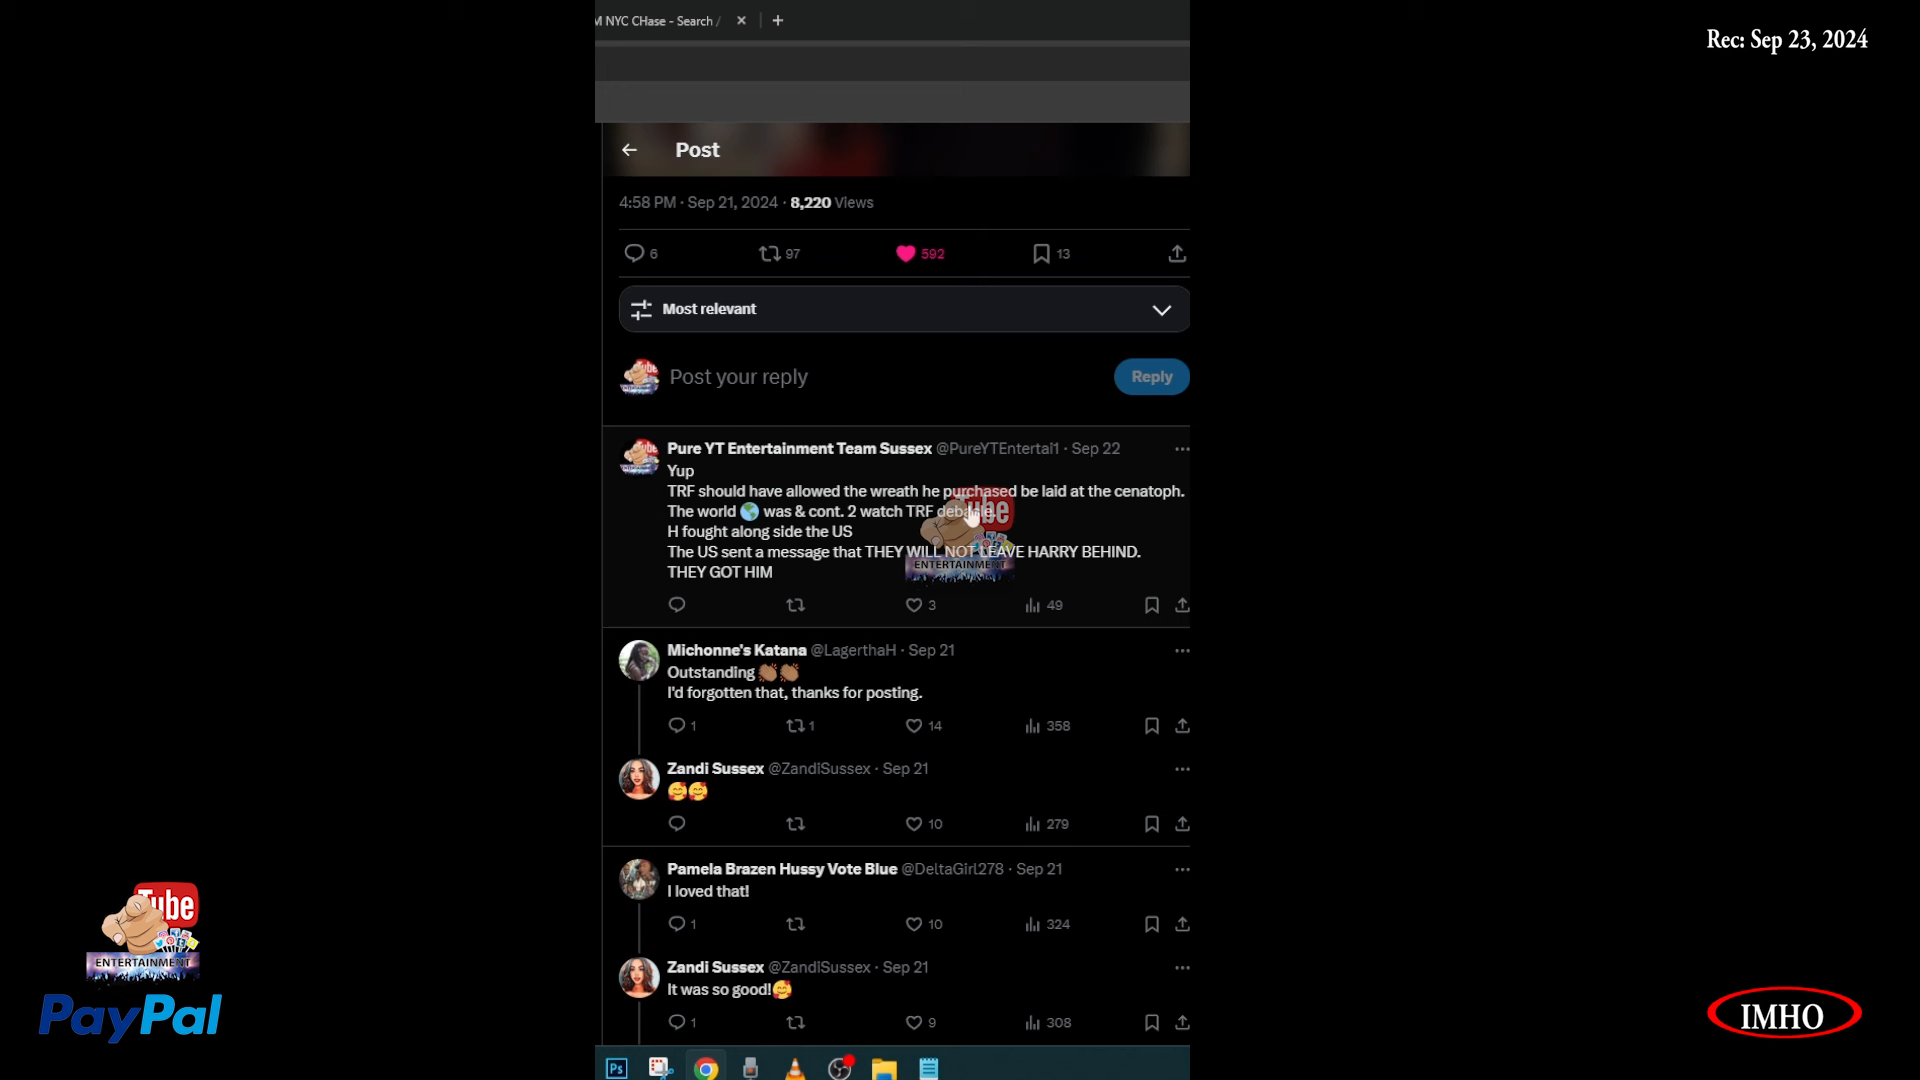 M NYC CHase - Search /
Rec: Sep 23, 2024
Post
4:58 PM · Sep 21, 2024 · 8,220 Views
6 97 592 13
Most relevant
Post your reply
Reply
Pure YT Entertainment Team Sussex @PureYTEntertai1 · Sep 22
Yup
TRF should have allowed the wreath he purchased be laid at the cenatoph.
The world 🌎 was & cont. 2 watch TRF debacle.
H fought along side the US
The US sent a message that THEY WILL NOT LEAVE HARRY BEHIND.
THEY GOT HIM
3 49
Tube
ENTERTAINMENT
Michonne's Katana @LagerthaH · Sep 21
Outstanding 👏🏾👏🏾
I'd forgotten that, thanks for posting.
1 1 14 358
Zandi Sussex @ZandiSussex · Sep 21
🥰🥰
10 279
Pamela Brazen Hussy Vote Blue @DeltaGirl278 · Sep 21
I loved that!
1 10 324
Zandi Sussex @ZandiSussex · Sep 21
It was so good!🥰
1 9 308
Tube
ENTERTAINMENT
PayPal
IMHO
Ps